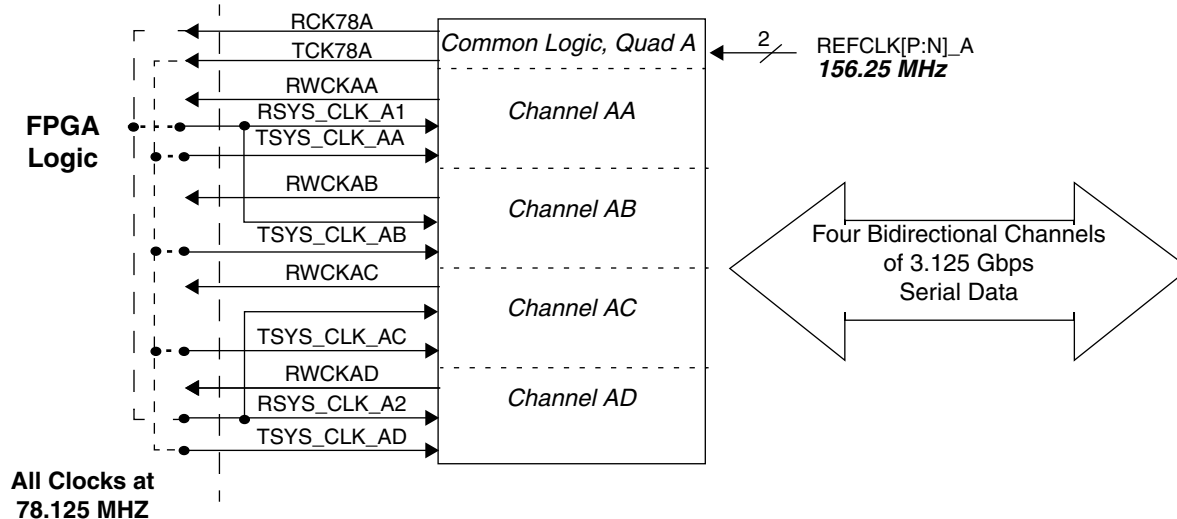 RCK78A
TCK78A
Common Logic, Quad A
2
REFCLK[P:N]_A
156.25 MHz
RWCKAA
Channel AA
RSYS_CLK_A1
FPGA
Logic
TSYS_CLK_AA
RWCKAB
Channel AB
TSYS_CLK_AB
Four Bidirectional Channels
of 3.125 Gbps
Serial Data
RWCKAC
Channel AC
TSYS_CLK_AC
RWCKAD
Channel AD
RSYS_CLK_A2
TSYS_CLK_AD
All Clocks at
78.125 MHZ